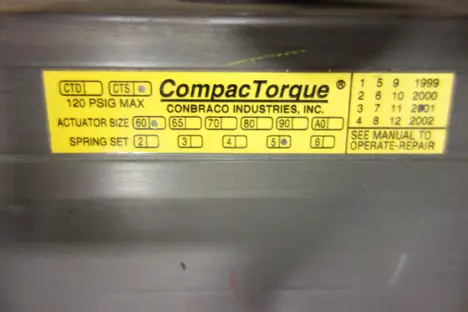 CTD CTS CompacTorque ®
120 PSIG MAX CONBRACO INDUSTRIES, INC.
ACTUATOR SIZE 60 65 70 80 90 A0
SPRING SET 2 3 4 5 6
1 5 9 1999
2 6 10 2000
3 7 11 2001
4 8 12 2002
SEE MANUAL TO
OPERATE-REPAIR